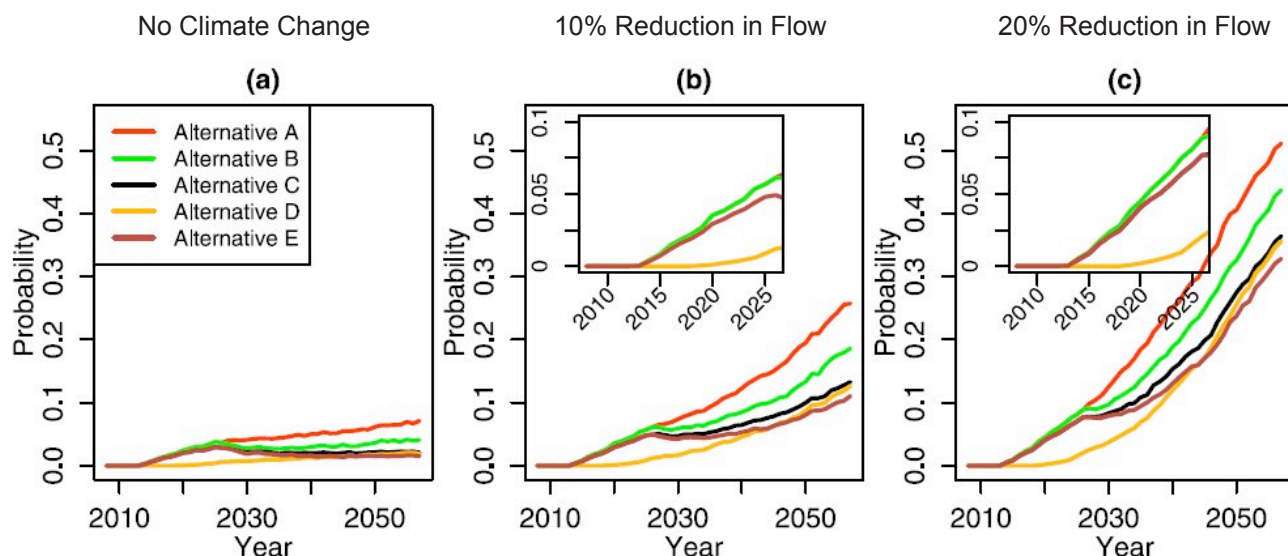 No Climate Change
10% Reduction in Flow
20% Reduction in Flow
(a)
(b)
(c)
Alternative A
Alternative B
Alternative C
Alternative D
Alternative E
Probability
0.0
0.1
0.2
0.3
0.4
0.5
2010
2030
2050
Year
0
0.05
0.1
2010
2015
2020
2025
Probability
0.0
0.1
0.2
0.3
0.4
0.5
2010
2030
2050
Year
0
0.05
0.1
2010
2015
2020
2025
Probability
0.0
0.1
0.2
0.3
0.4
0.5
2010
2030
2050
Year